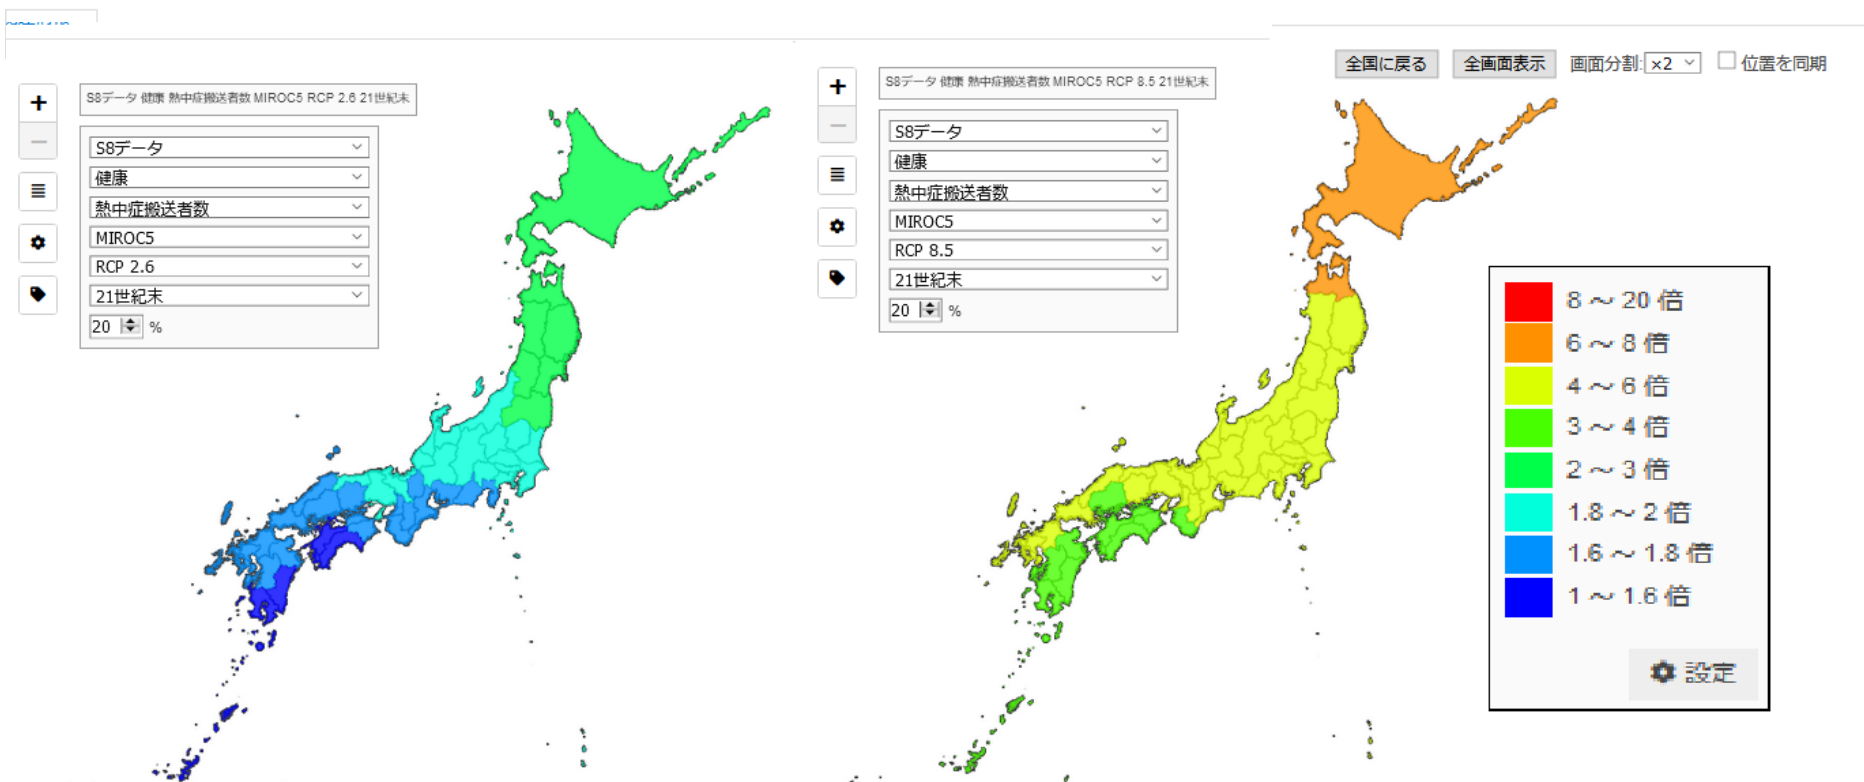 S8データ 健康 熱中症搬送者数 MIROC5 RCP 2.6 21世紀末
S8データ
健康
熱中症搬送者数
MIROC5
RCP 2.6
21世紀末
20 %
S8データ 健康 熱中症搬送者数 MIROC5 RCP 8.5 21世紀末
S8データ
健康
熱中症搬送者数
MIROC5
RCP 8.5
21世紀末
20 %
全国に戻る 全画面表示 画面分割: ×2 位置を同期
8 ～ 20 倍
6 ～ 8 倍
4 ～ 6 倍
3 ～ 4 倍
2 ～ 3 倍
1.8 ～ 2 倍
1.6 ～ 1.8 倍
1 ～ 1.6 倍
設定